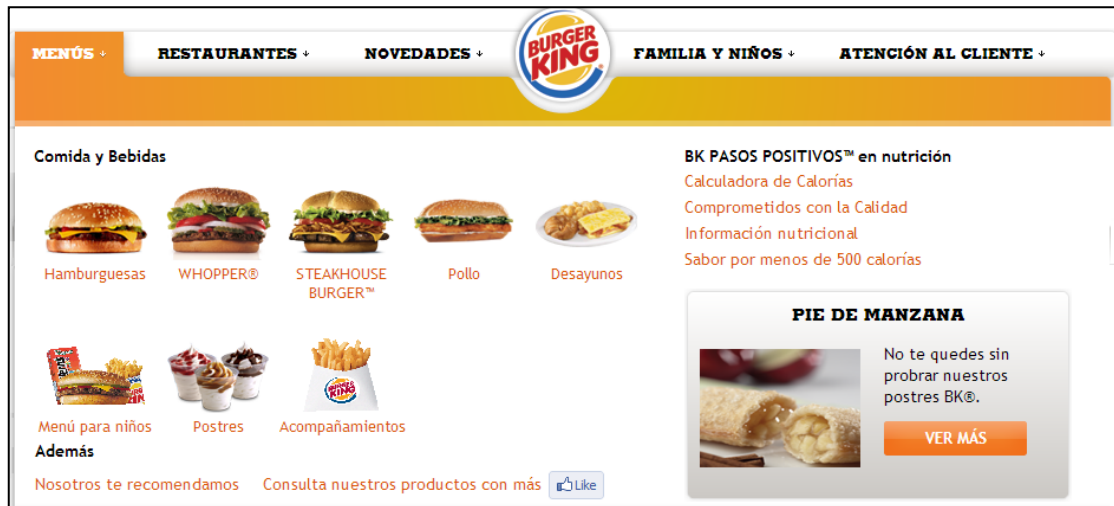 MENÚS
RESTAURANTES
NOVEDADES
BURGER KING
FAMILIA Y NIÑOS
ATENCIÓN AL CLIENTE
Comida y Bebidas
Hamburguesas
WHOPPER®
STEAKHOUSE
BURGER™
Pollo
Desayunos
BURGER KING
Menú para niños
Postres
Acompañamientos
Además
Nosotros te recomendamos
Consulta nuestros productos con más
Like
BK PASOS POSITIVOS™ en nutrición
Calculadora de Calorías
Comprometidos con la Calidad
Información nutricional
Sabor por menos de 500 calorías
PIE DE MANZANA
No te quedes sin
probrar nuestros
postres BK®.
VER MÁS